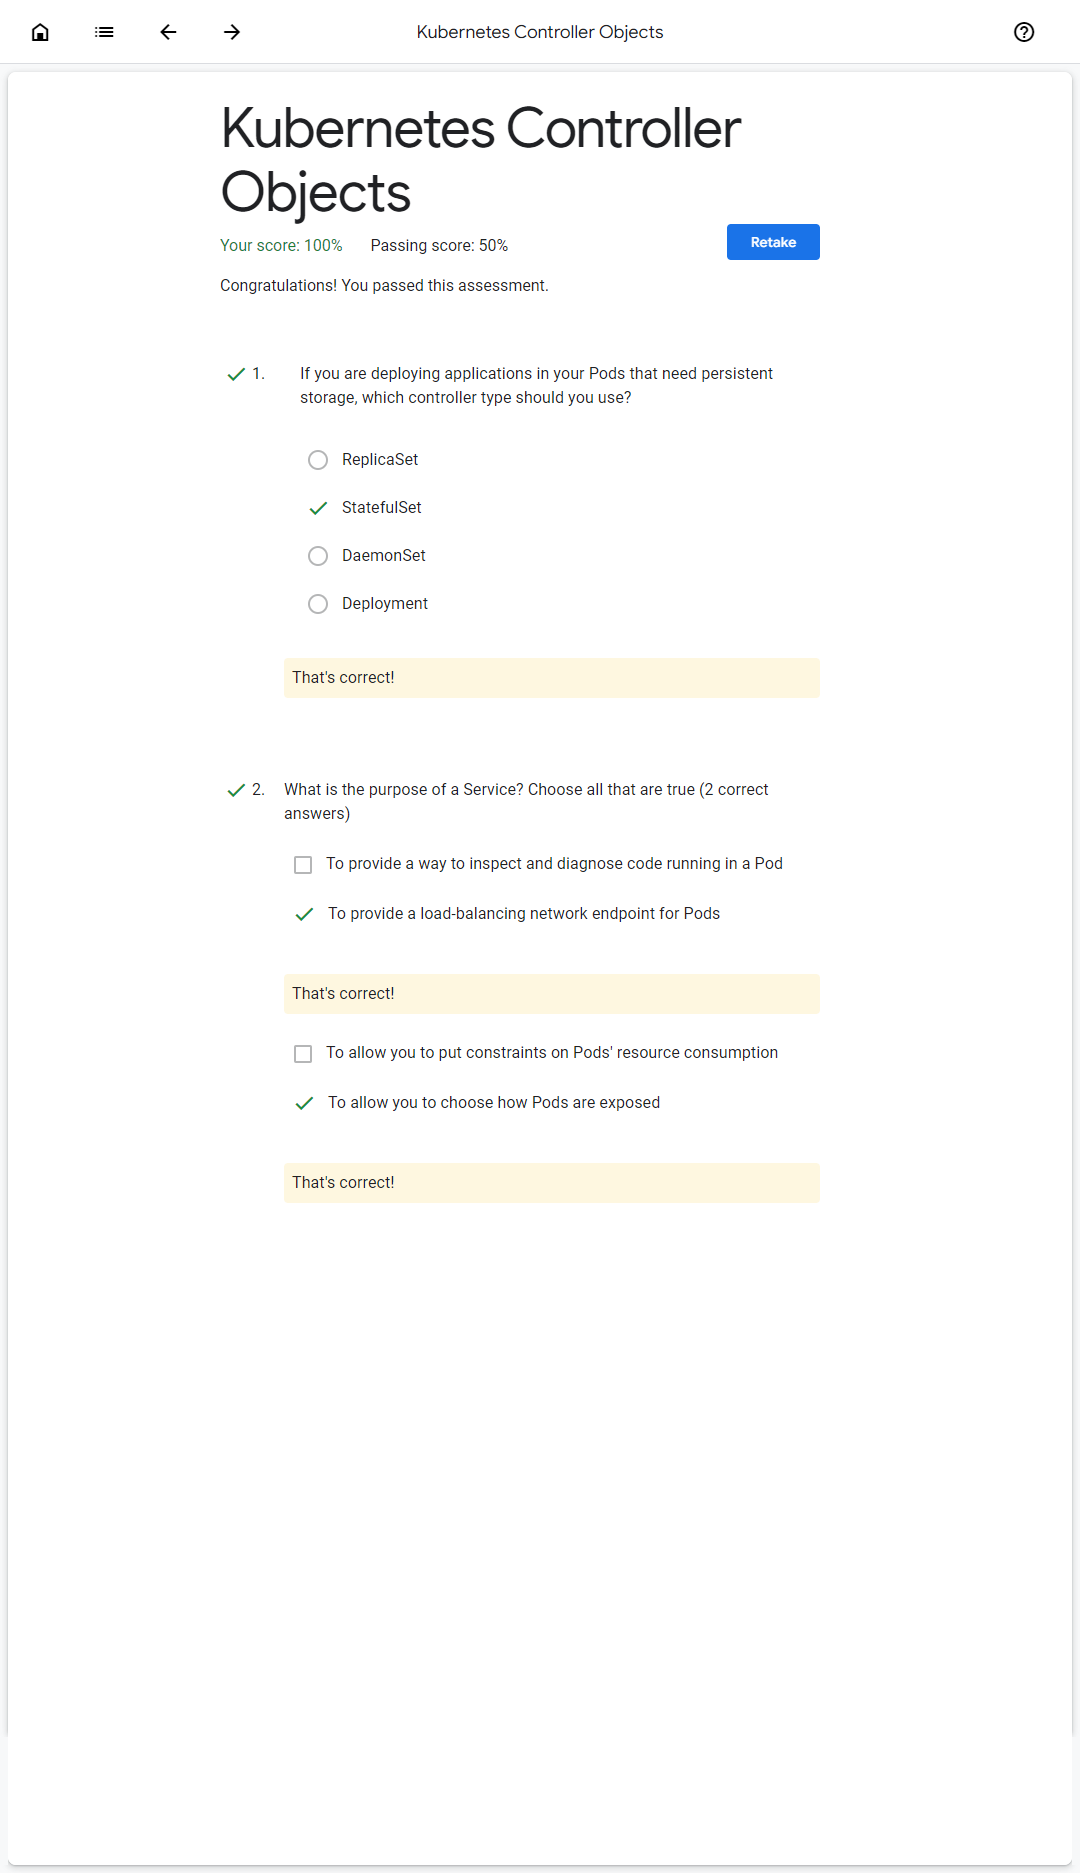 Kubernetes Controller Objects
Kubernetes Controller
Objects
Your score: 100% Passing score: 50%
Retake
Congratulations! You passed this assessment.
1. If you are deploying applications in your Pods that need persistent
storage, which controller type should you use?
ReplicaSet
StatefulSet
DaemonSet
Deployment
That's correct!
2. What is the purpose of a Service? Choose all that are true (2 correct
answers)
To provide a way to inspect and diagnose code running in a Pod
To provide a load-balancing network endpoint for Pods
That's correct!
To allow you to put constraints on Pods' resource consumption
To allow you to choose how Pods are exposed
That's correct!